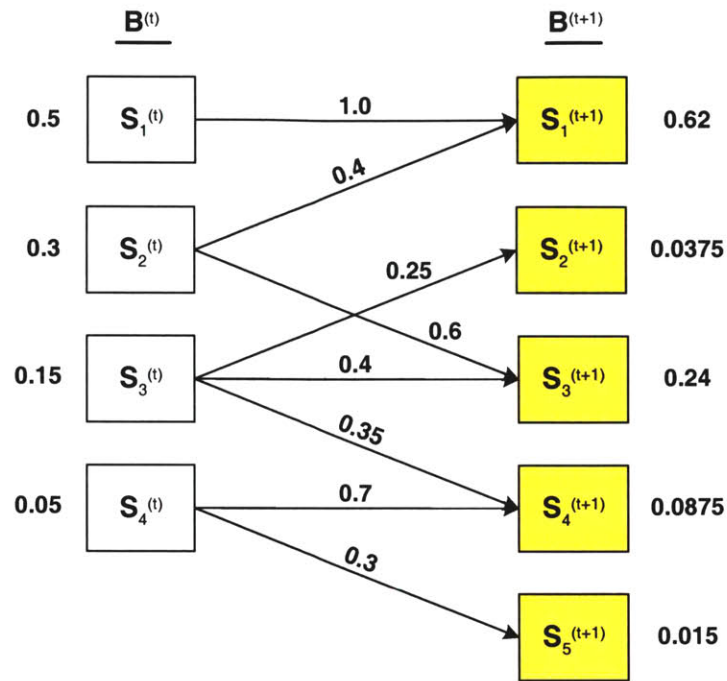 B(t) B(t+1)
0.5 S1(t) 1.0 S1(t+1) 0.62
0.4
0.3 S2(t) 0.25 S2(t+1) 0.0375
0.6
0.15 S3(t) 0.4 S3(t+1) 0.24
0.35
0.05 S4(t) 0.7 S4(t+1) 0.0875
0.3
S5(t+1) 0.015